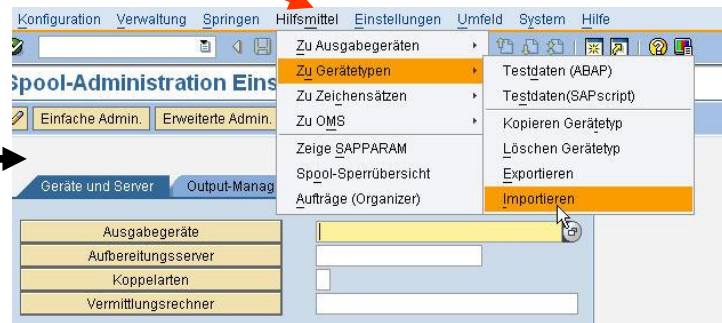 Konfiguration Verwaltung Springen Hilfsmittel Einstellungen Umfeld System Hilfe
Zu Ausgabegeräten
Zu Gerätetypen
Zu Zeichensätzen
Zu OMS
Zeige SAPPARAM
Spool-Sperrübersicht
Aufträge (Organizer)
Testdaten (ABAP)
Testdaten(SAPscript)
Kopieren Gerätetyp
Löschen Gerätetyp
Exportieren
Importieren
Spool-Administration Eins
Einfache Admin. Erweiterte Admin.
Geräte und Server Output-Manag
Ausgabegeräte
Aufbereitungsserver
Koppelarten
Vermittlungsrechner